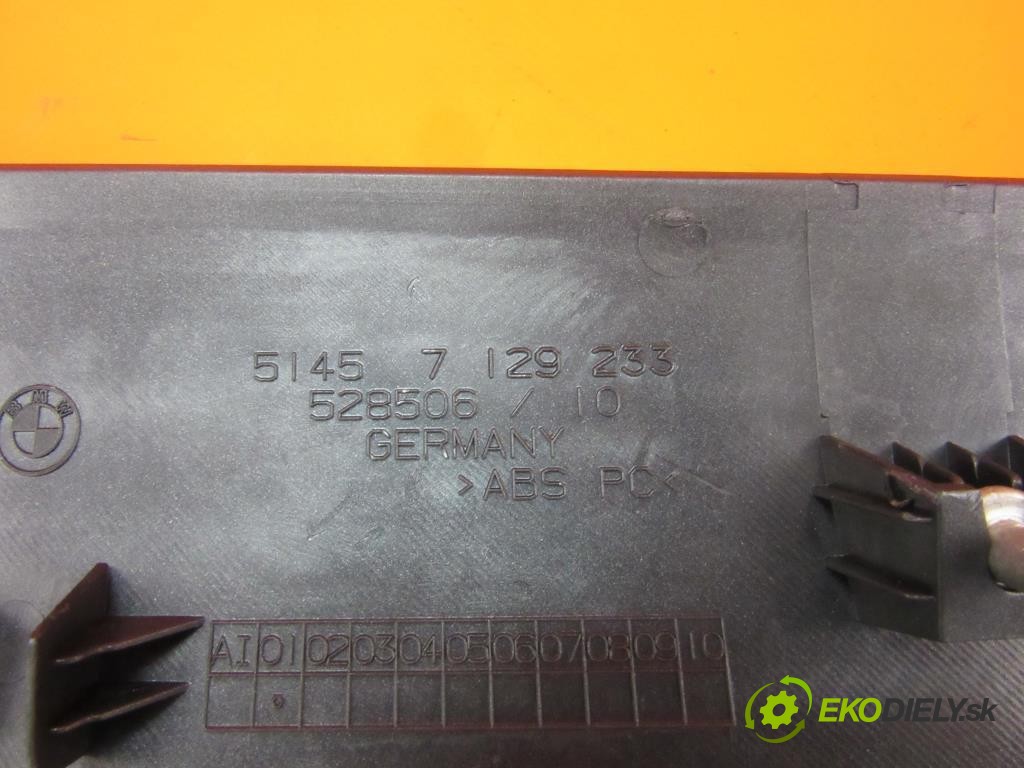 5145 7 129 233
528506 / 10
GERMANY
>ABS PC<
BMW
AI 01 02 03 04 05 06 07 08 09 10
EKODIELY.sk